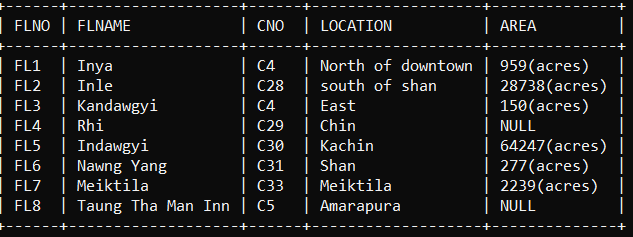 | FLNO | FLNAME | CNO | LOCATION | AREA |
| FL1 | Inya | C4 | North of downtown | 959(acres) |
| FL2 | Inle | C28 | south of shan | 28738(acres) |
| FL3 | Kandawgyi | C4 | East | 150(acres) |
| FL4 | Rhi | C29 | Chin | NULL |
| FL5 | Indawgyi | C30 | Kachin | 64247(acres) |
| FL6 | Nawng Yang | C31 | Shan | 277(acres) |
| FL7 | Meiktila | C33 | Meiktila | 2239(acres) |
| FL8 | Taung Tha Man Inn | C5 | Amarapura | NULL |